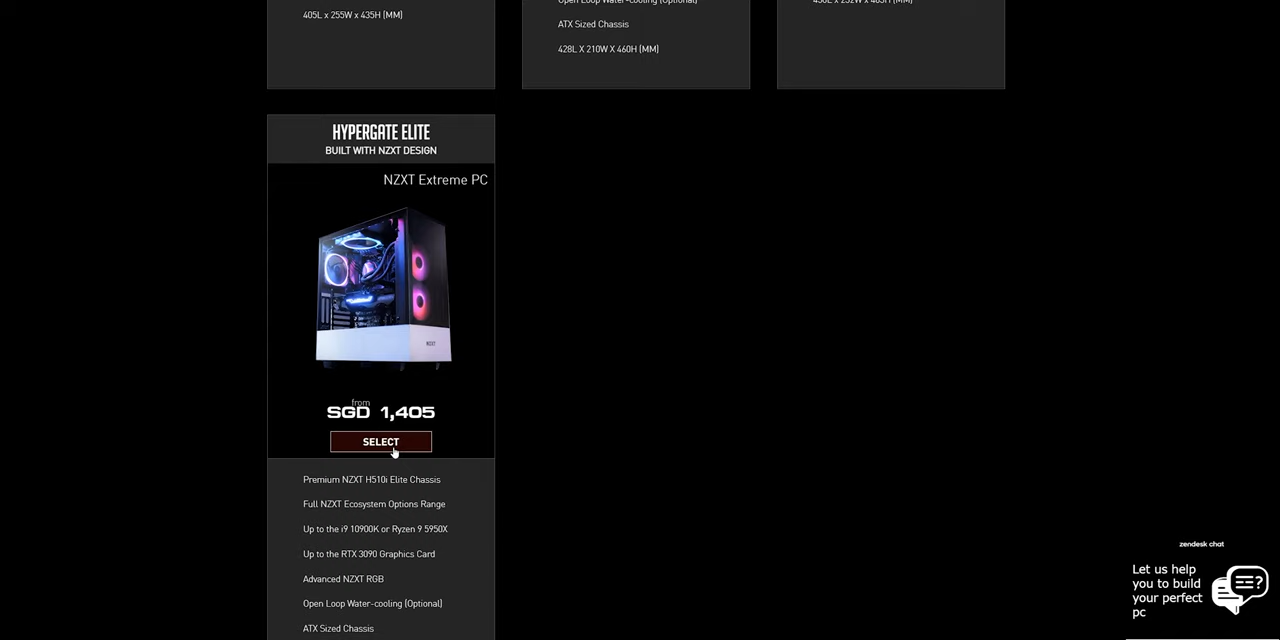 405L x 255W x 435H (MM)
Open Loop Water-cooling (Optional)
ATX Sized Chassis
428L X 210W X 460H (MM)
HYPERGATE ELITE
BUILT WITH NZXT DESIGN
NZXT Extreme PC
NZXT
from
SGD 1,405
SELECT
Premium NZXT H510i Elite Chassis
Full NZXT Ecosystem Options Range
Up to the i9 10900K or Ryzen 9 5950X
Up to the RTX 3090 Graphics Card
Advanced NZXT RGB
Open Loop Water-cooling (Optional)
ATX Sized Chassis
zendesk chat
Let us help
you to build
your perfect
pc